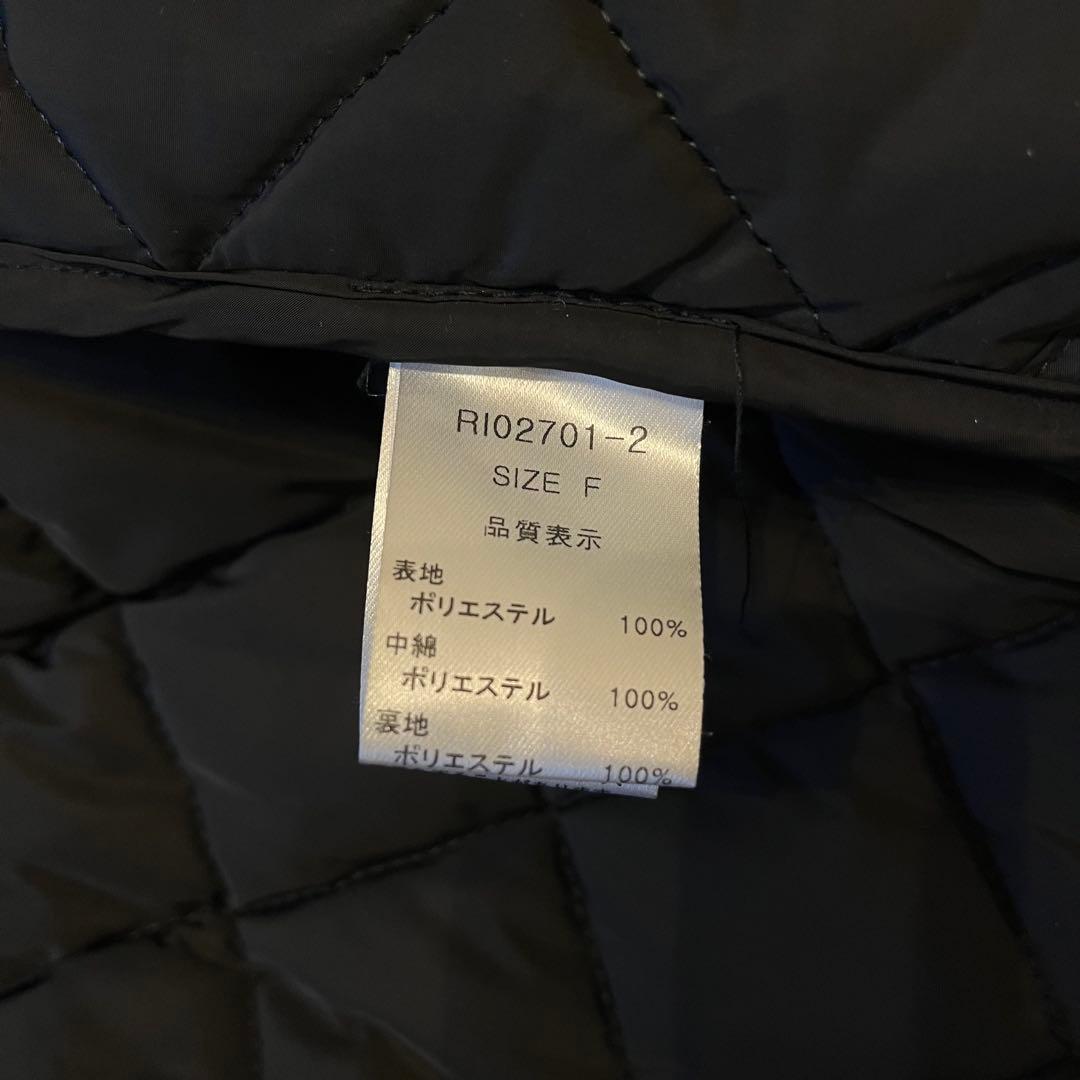 RI02701-2
SIZE F
品質表示
表地
ポリエステル 100%
中綿
ポリエステル 100%
裏地
ポリエステル 100%